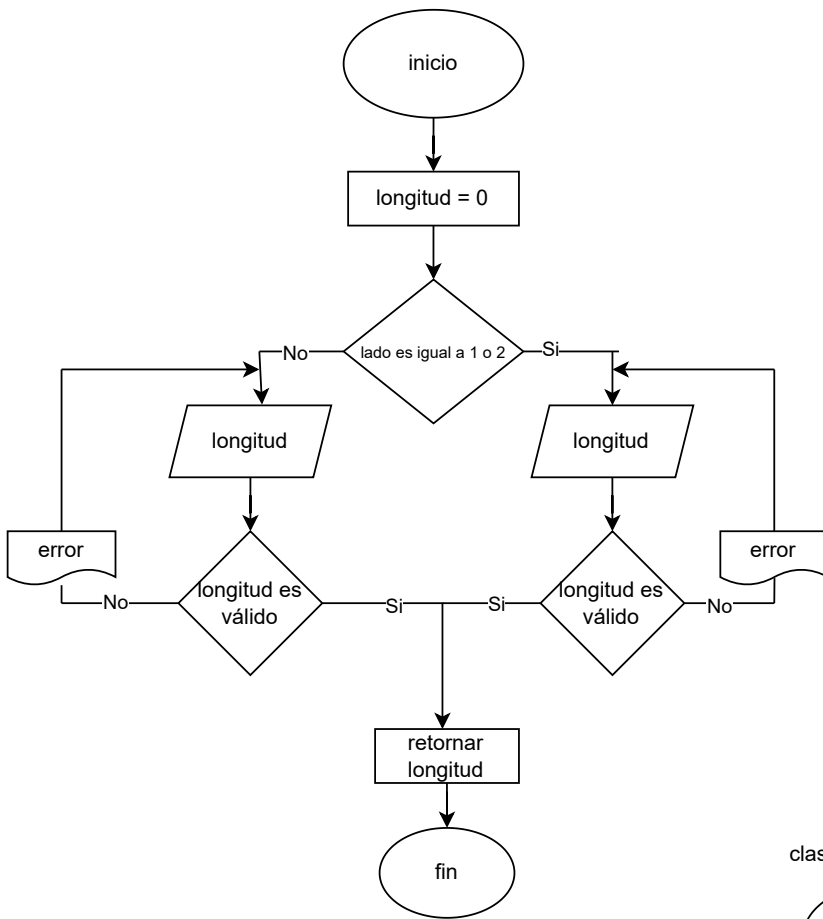 inicio
longitud = 0
lado es igual a 1 o 2
No
Si
longitud
longitud
error
error
longitud es
válido
longitud es
válido
No
Si
Si
No
retornar
longitud
fin
clas